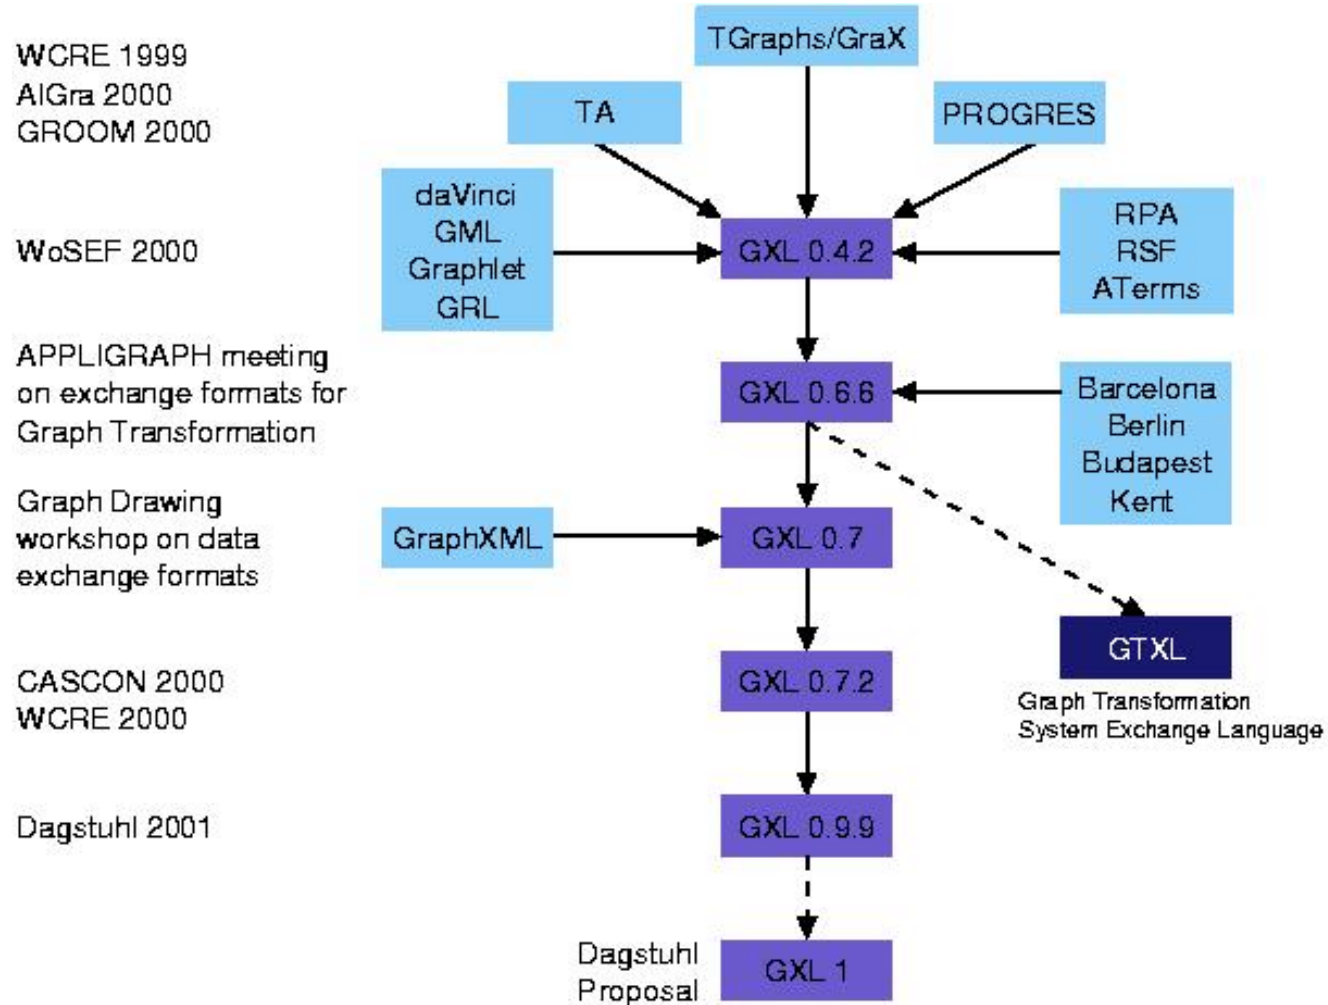 WCRE 1999
AlGra 2000
GROOM 2000
TGraphs/GraX
TA
PROGRES
WoSEF 2000
daVinci
GML
Graphlet
GRL
GXL 0.4.2
RPA
RSF
ATerms
APPLIGRAPH meeting
on exchange formats for
Graph Transformation
GXL 0.6.6
Barcelona
Berlin
Budapest
Kent
Graph Drawing
workshop on data
exchange formats
GraphXML
GXL 0.7
GTXL
Graph Transformation
System Exchange Language
CASCON 2000
WCRE 2000
GXL 0.7.2
Dagstuhl 2001
GXL 0.9.9
Dagstuhl
Proposal
GXL 1